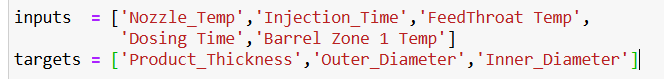 inputs  = ['Nozzle_Temp','Injection_Time','FeedThroat Temp',
'Dosing Time','Barrel Zone 1 Temp']
targets = ['Product_Thickness','Outer_Diameter','Inner_Diameter']